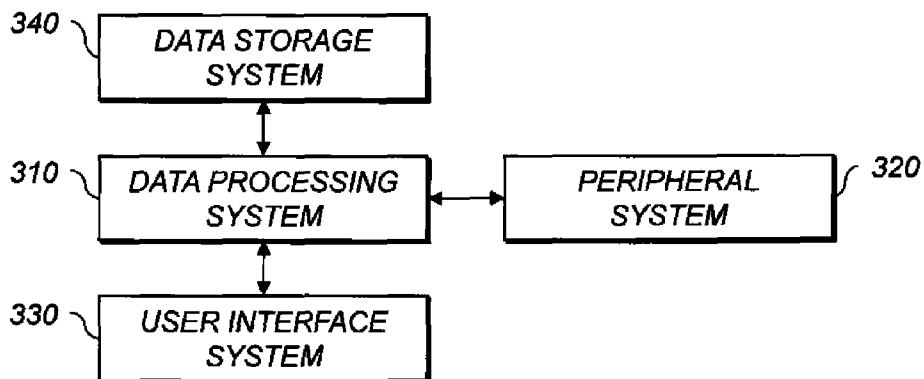 340
DATA STORAGE
SYSTEM
310
DATA PROCESSING
SYSTEM
PERIPHERAL
SYSTEM
320
330
USER INTERFACE
SYSTEM